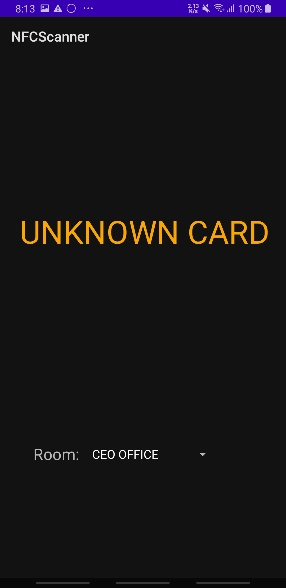 8:13 100%
NFCScanner
UNKNOWN CARD
Room: CEO OFFICE